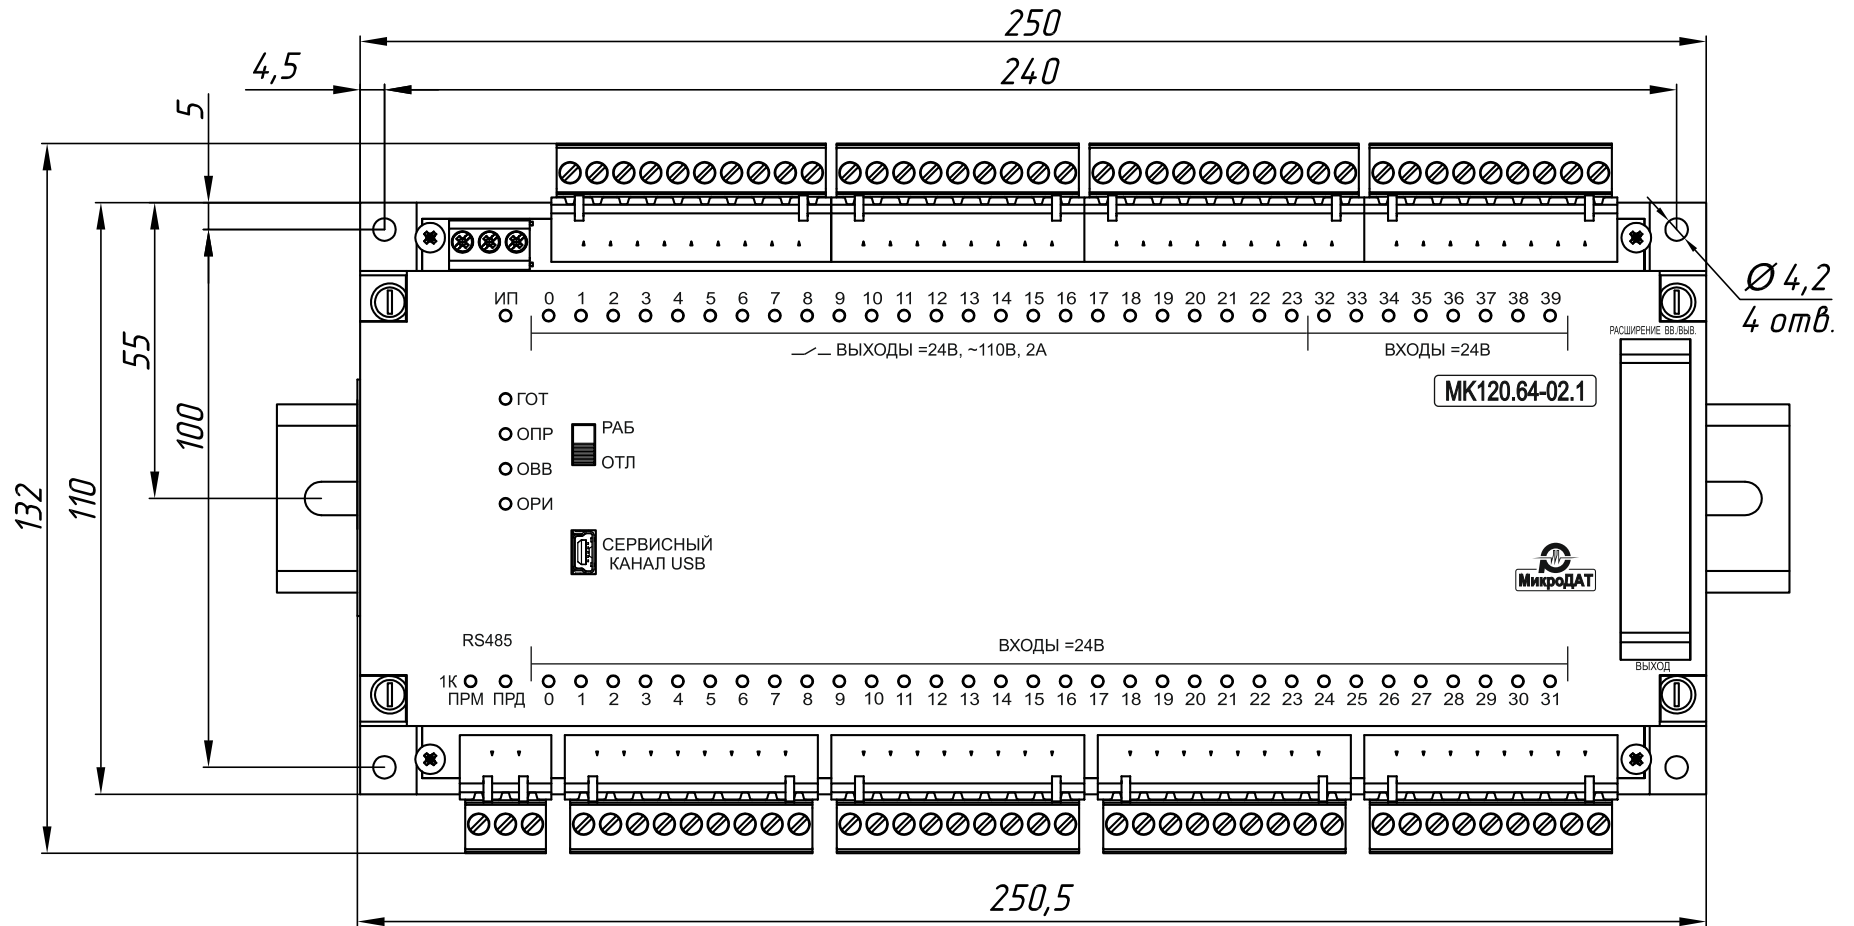 250
4,5
240
5
132
110
55
100
Ø 4,2
4 отв.
ИП 0 1 2 3 4 5 6 7 8 9 10 11 12 13 14 15 16 17 18 19 20 21 22 23 32 33 34 35 36 37 38 39
РАСШИРЕНИЕ ВВ./ВЫВ.
ВЫХОДЫ =24В, ~110В, 2А
ВХОДЫ =24В
МК120.64-02.1
ГОТ
ОПР
ОВВ
ОРИ
РАБ
ОТЛ
СЕРВИСНЫЙ
КАНАЛ USB
МикроДАТ
RS485
ВХОДЫ =24В
ВЫХОД
1К
ПРМ ПРД 0 1 2 3 4 5 6 7 8 9 10 11 12 13 14 15 16 17 18 19 20 21 22 23 24 25 26 27 28 29 30 31
250,5